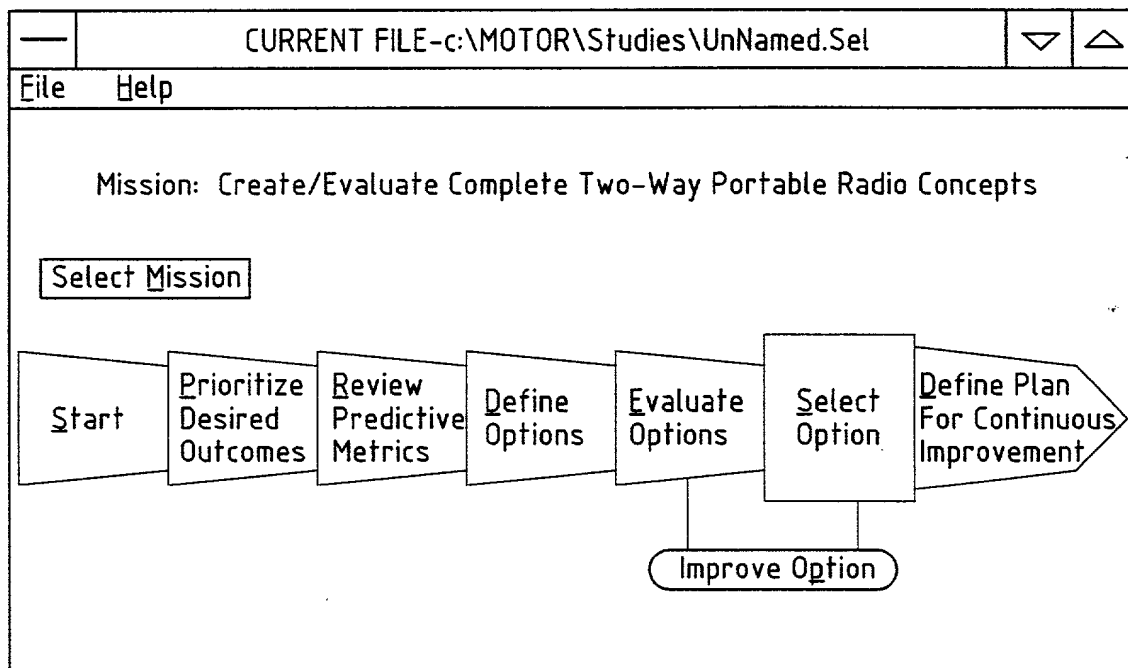 CURRENT FILE-c:\MOTOR\Studies\UnNamed.Sel
File Help
Mission: Create/Evaluate Complete Two-Way Portable Radio Concepts
Select Mission
Start
Prioritize
Desired
Outcomes
Review
Predictive
Metrics
Define
Options
Evaluate
Options
Select
Option
Define Plan
For Continuous
Improvement
Improve Option